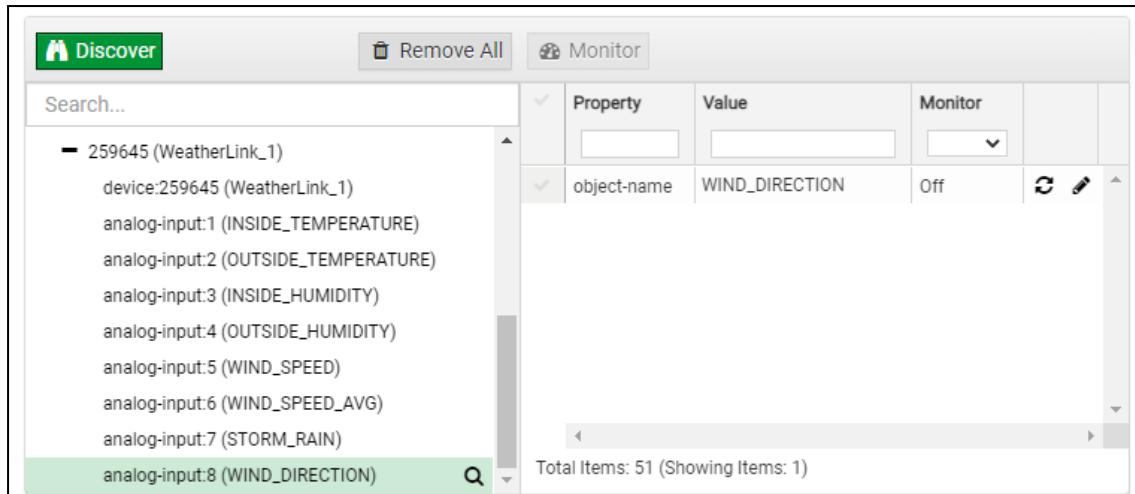 Discover
Remove All
Monitor
Search...
259645 (WeatherLink_1)
device:259645 (WeatherLink_1)
analog-input:1 (INSIDE_TEMPERATURE)
analog-input:2 (OUTSIDE_TEMPERATURE)
analog-input:3 (INSIDE_HUMIDITY)
analog-input:4 (OUTSIDE_HUMIDITY)
analog-input:5 (WIND_SPEED)
analog-input:6 (WIND_SPEED_AVG)
analog-input:7 (STORM_RAIN)
analog-input:8 (WIND_DIRECTION)
Property Value Monitor
object-name WIND_DIRECTION Off
Total Items: 51 (Showing Items: 1)